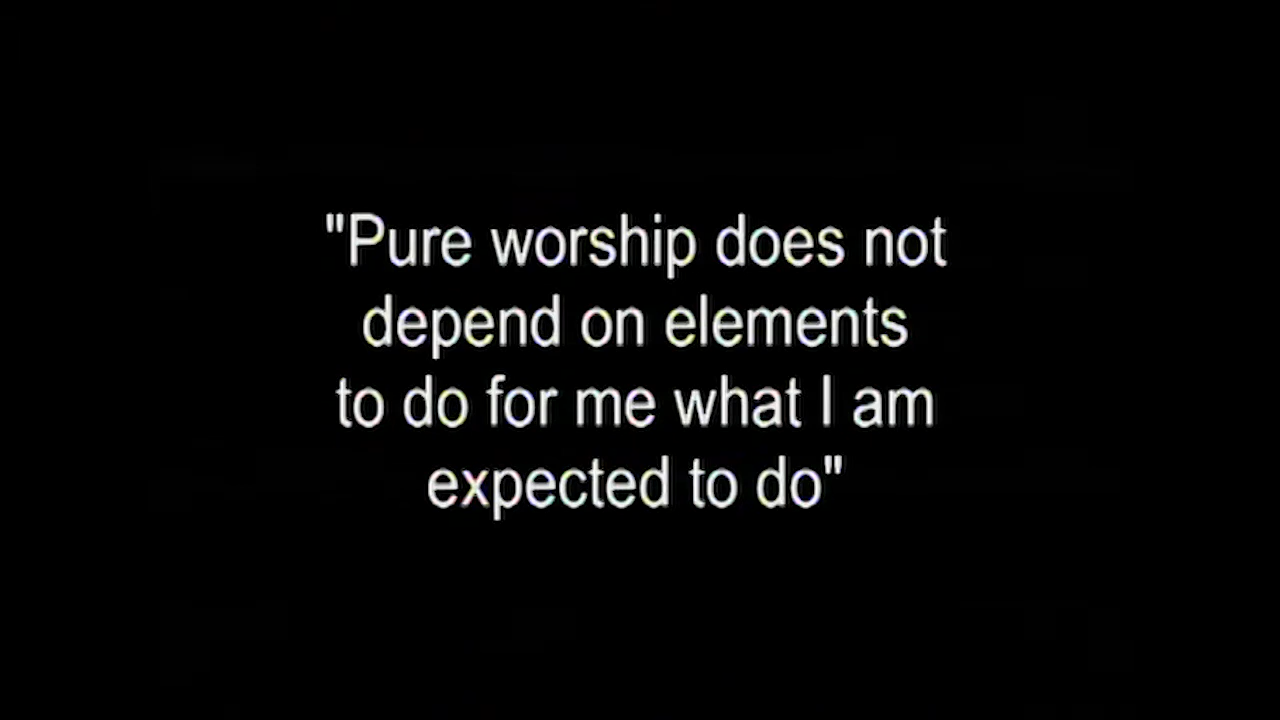 "Pure worship does not
depend on elements
to do for me what I am
expected to do"